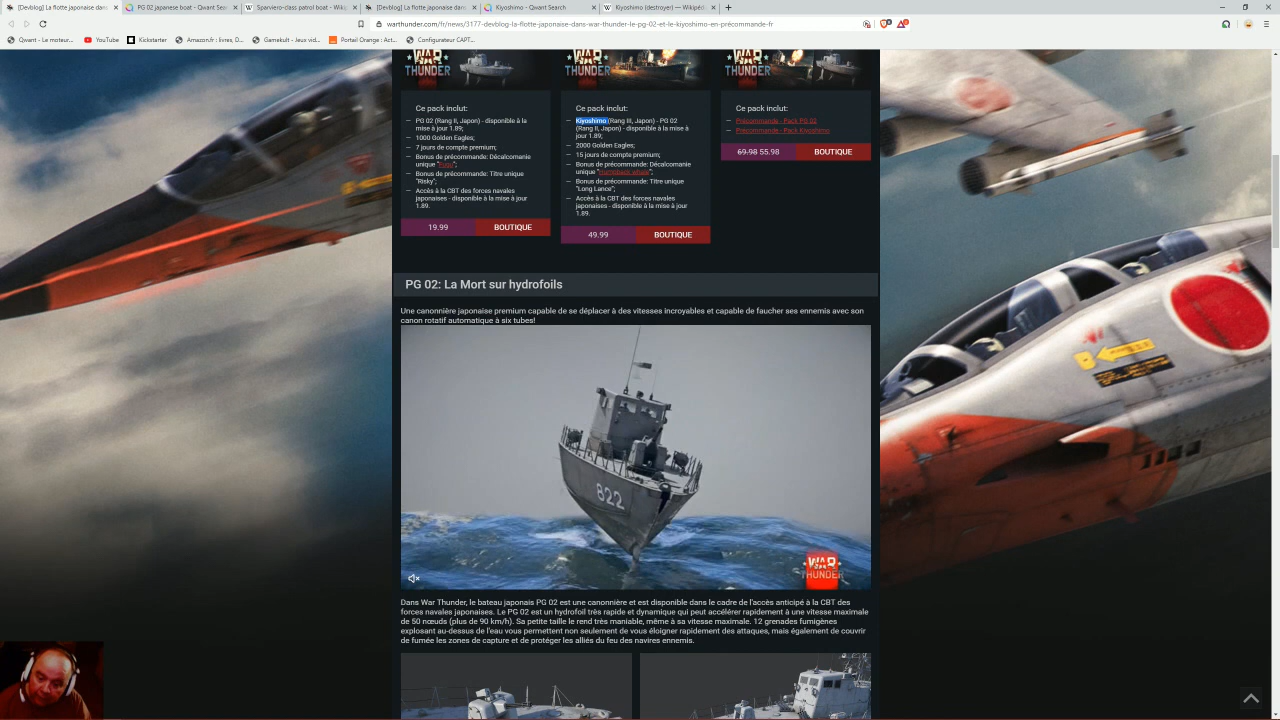 [Devblog] La flotte japonaise dans
PG 02 japanese boat - Qwant Sea
Sparviero-class patrol boat - Wiki
[Devblog] La flotte japonaise dans
Kiyoshimo - Qwant Search
Kiyoshimo (destroyer) — Wikipéd
warthunder.com/fr/news/3177-devblog-la-flotte-japonaise-dans-war-thunder-le-pg-02-et-le-kiyoshimo-en-précommande-fr
Qwant - Le moteur...
YouTube
Kickstarter
Amazon.fr : livres, D...
Gamekult - Jeux vid...
Portail Orange : Act...
Configurateur CAPT...
WAR THUNDER
WAR THUNDER
WAR THUNDER
Ce pack inclut:
— PG 02 (Rang II, Japon) - disponible à la
mise à jour 1.89;
— 1000 Golden Eagles;
— 7 jours de compte premium;
— Bonus de précommande: Décalcomanie
unique
— Bonus de précommande: Titre unique
"Risky";
— Accès à la CBT des forces navales
japonaises - disponible à la mise à jour
1.89.
19.99 BOUTIQUE
Ce pack inclut:
— Kiyoshimo (Rang III, Japon) - PG 02
(Rang II, Japon) - disponible à la mise à
jour 1.89;
— 2000 Golden Eagles;
— 15 jours de compte premium;
— Bonus de précommande: Décalcomanie
unique "Humpback whale";
— Bonus de précommande: Titre unique
"Long Lance";
— Accès à la CBT des forces navales
japonaises - disponible à la mise à jour
1.89.
49.99 BOUTIQUE
Ce pack inclut:
— Précommande - Pack PG 02
— Précommande - Pack Kiyoshimo
69.98 55.98 BOUTIQUE
PG 02: La Mort sur hydrofoils
Une canonnière japonaise premium capable de se déplacer à des vitesses incroyables et capable de faucher ses ennemis avec son
canon rotatif automatique à six tubes!
822
WAR THUNDER
Dans War Thunder, le bateau japonais PG 02 est une canonnière et est disponible dans le cadre de l'accès anticipé à la CBT des
forces navales japonaises. Le PG 02 est un hydrofoil très rapide et dynamique qui peut accélérer rapidement à une vitesse maximale
de 50 nœuds (plus de 90 km/h). Sa petite taille le rend très maniable, même à sa vitesse maximale. 12 grenades fumigènes
explosant au-dessus de l'eau vous permettent non seulement de vous éloigner rapidement des attaques, mais également de couvrir
de fumée les zones de capture et de protéger les alliés du feu des navires ennemis.